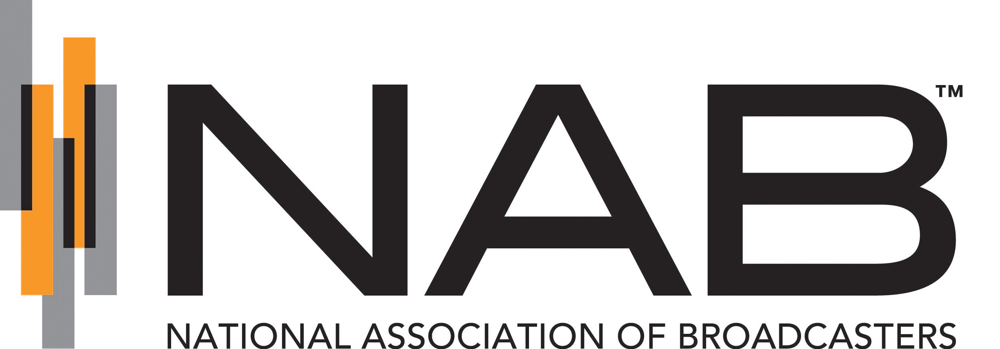 NAB™
NATIONAL ASSOCIATION OF BROADCASTERS